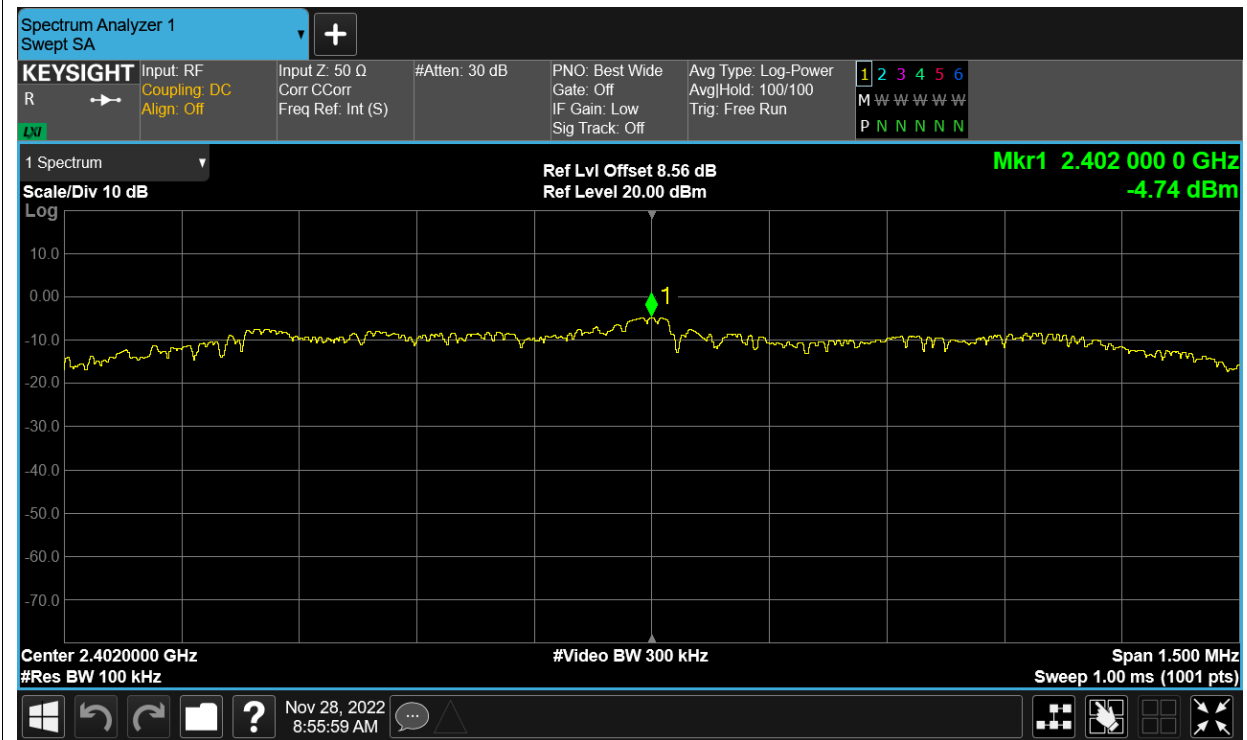 Spectrum Analyzer 1
Swept SA
KEYSIGHT
R
LXI
Input: RF
Coupling: DC
Align: Off
Input Z: 50 Ω
Corr CCorr
Freq Ref: Int (S)
#Atten: 30 dB
PNO: Best Wide
Gate: Off
IF Gain: Low
Sig Track: Off
Avg Type: Log-Power
Avg|Hold: 100/100
Trig: Free Run
1 2 3 4 5 6
M W W W W W
P N N N N N
1 Spectrum
Scale/Div 10 dB
Log
Ref Lvl Offset 8.56 dB
Ref Level 20.00 dBm
Mkr1 2.402 000 0 GHz
-4.74 dBm
10.0
0.00
1
-10.0
-20.0
-30.0
-40.0
-50.0
-60.0
-70.0
Center 2.4020000 GHz
#Res BW 100 kHz
#Video BW 300 kHz
Span 1.500 MHz
Sweep 1.00 ms (1001 pts)
?
Nov 28, 2022
8:55:59 AM